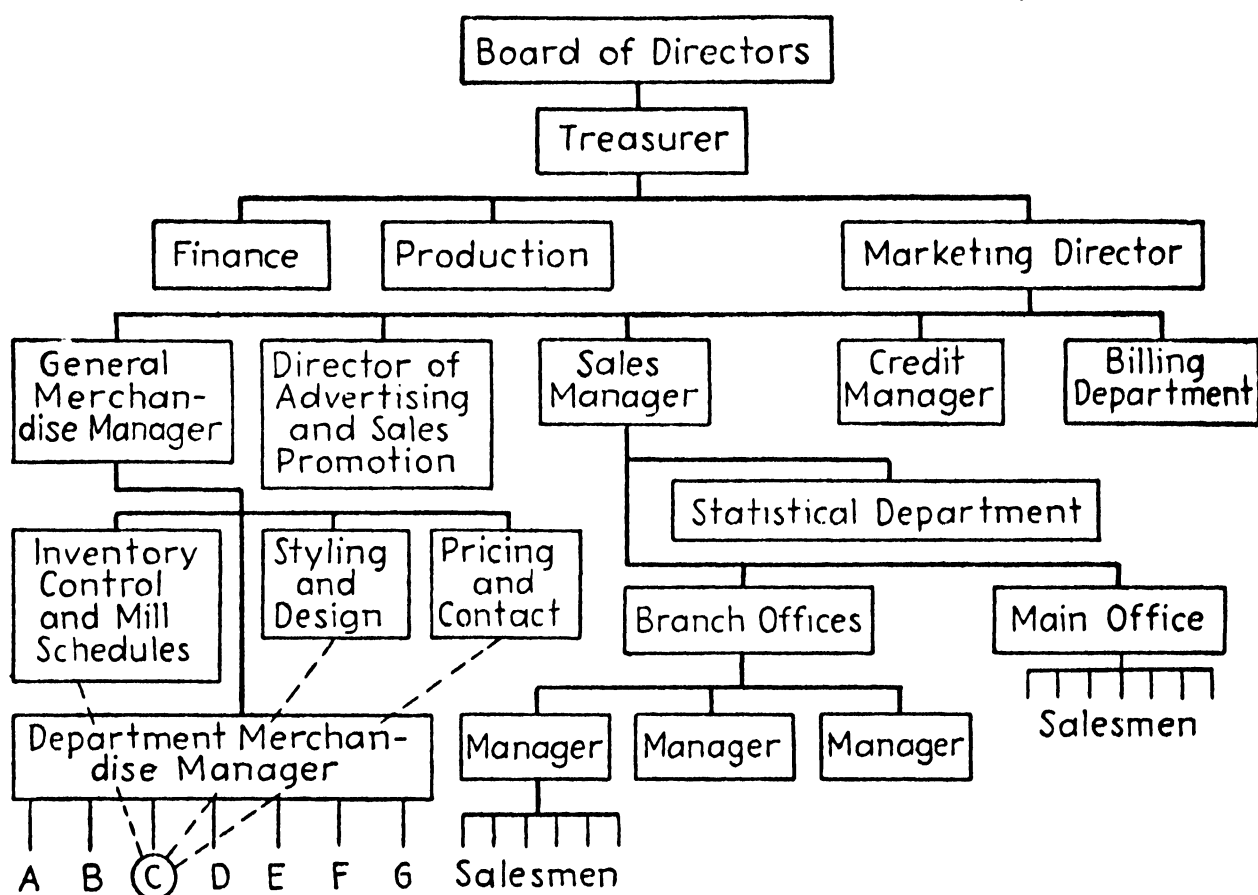 Board of Directors
Treasurer
Finance
Production
Marketing Director
General
Merchan-
dise Manager
Director of
Advertising
and Sales
Promotion
Sales
Manager
Credit
Manager
Billing
Department
Statistical Department
Inventory
Control
and Mill
Schedules
Styling
and
Design
Pricing
and
Contact
Branch Offices
Main Office
Salesmen
Department Merchan-
dise Manager
Manager
Manager
Manager
A B C D E F G
Salesmen